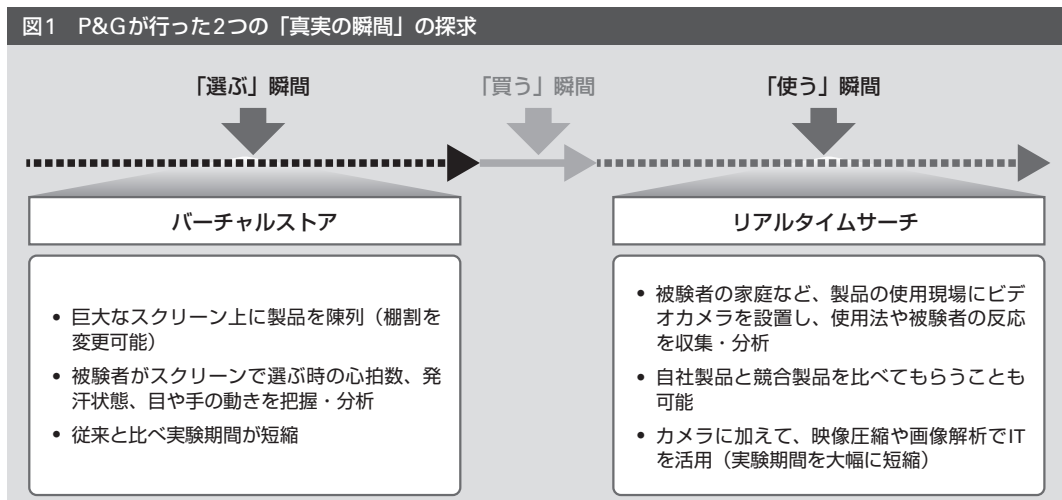 図1 P&Gが行った2つの「真実の瞬間」の探求
「選ぶ」瞬間
「買う」瞬間
「使う」瞬間
バーチャルストア
• 巨大なスクリーン上に製品を陳列（棚割を
変更可能）
• 被験者がスクリーンで選ぶ時の心拍数、発
汗状態、目や手の動きを把握・分析
• 従来と比べ実験期間が短縮
リアルタイムサーチ
• 被験者の家庭など、製品の使用現場にビデ
オカメラを設置し、使用法や被験者の反応
を収集・分析
• 自社製品と競合製品を比べてもらうことも
可能
• カメラに加えて、映像圧縮や画像解析でIT
を活用（実験期間を大幅に短縮）